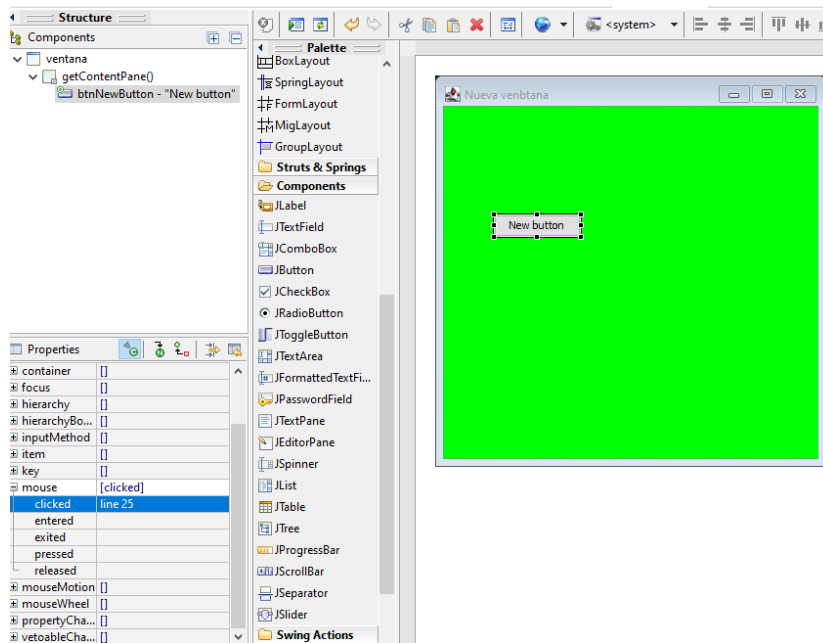 Structure
Components
ventana
getContentPane()
btnNewButton - "New button"
Properties
container []
focus []
hierarchy []
hierarchyBo... []
inputMethod []
item []
key []
mouse [clicked]
clicked line 25
entered
exited
pressed
released
mouseMotion []
mouseWheel []
propertyCha... []
vetoableCha... []
<system>
Palette
BoxLayout
SpringLayout
FormLayout
MigLayout
GroupLayout
Struts & Springs
Components
JLabel
JTextField
JComboBox
JButton
JCheckBox
JRadioButton
JToggleButton
JTextArea
JFormattedTextFi...
JPasswordField
JTextPane
JEditorPane
JSpinner
JList
JTable
JTree
JProgressBar
JScrollBar
JSeparator
JSlider
Swing Actions
Nueva venbtana
New button